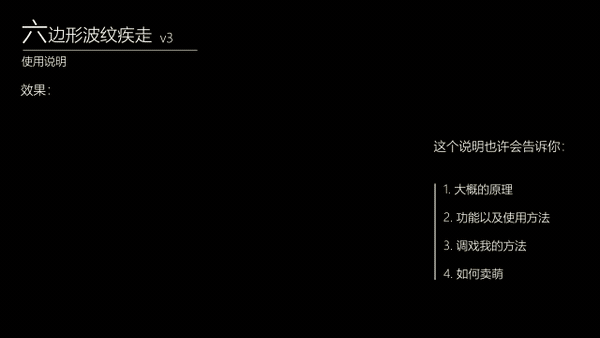 六边形波纹疾走 v3
使用说明
效果：
这个说明也许会告诉你：
1. 大概的原理
2. 功能以及使用方法
3. 调戏我的方法
4. 如何卖萌